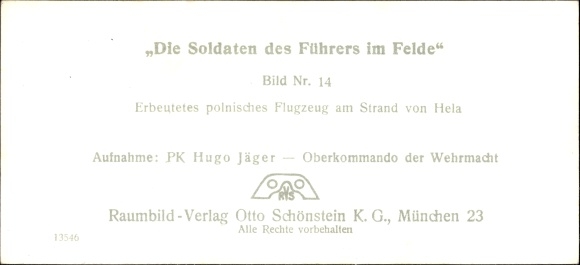 „Die Soldaten des Führers im Felde“
Bild Nr. 14
Erbeutetes polnisches Flugzeug am Strand von Hela
Aufnahme: PK Hugo Jäger — Oberkommando der Wehrmacht
V
RTS
Raumbild-Verlag Otto Schönstein K. G., München 23
Alle Rechte vorbehalten
13546